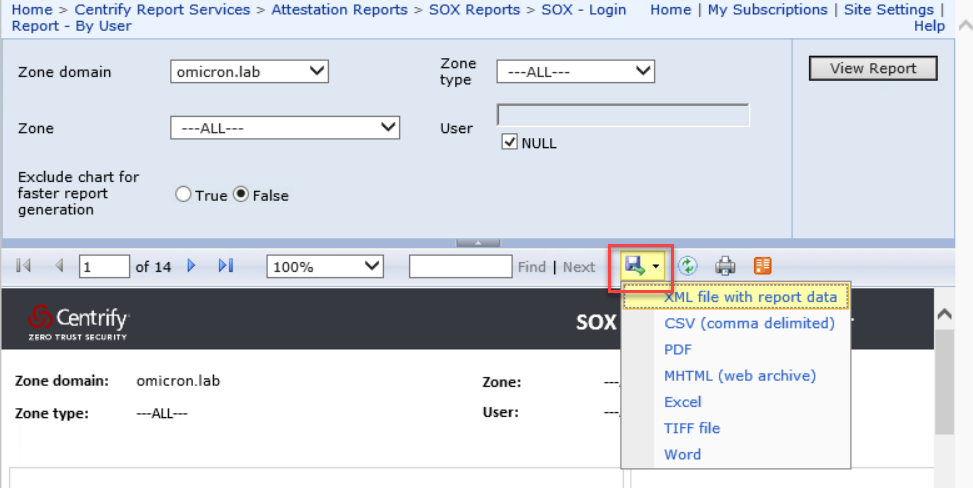 Home > Centrify Report Services > Attestation Reports > SOX Reports > SOX - Login Report - By User
Home | My Subscriptions | Site Settings | Help
Zone domain
omicron.lab
Zone type
---ALL---
View Report
Zone
---ALL---
User
NULL
Exclude chart for faster report generation
True
False
1
of 14
100%
Find | Next
XML file with report data
CSV (comma delimited)
PDF
MHTML (web archive)
Excel
TIFF file
Word
Centrify
ZERO TRUST SECURITY
SOX
Zone domain:
omicron.lab
Zone:
Zone type:
---ALL---
User: